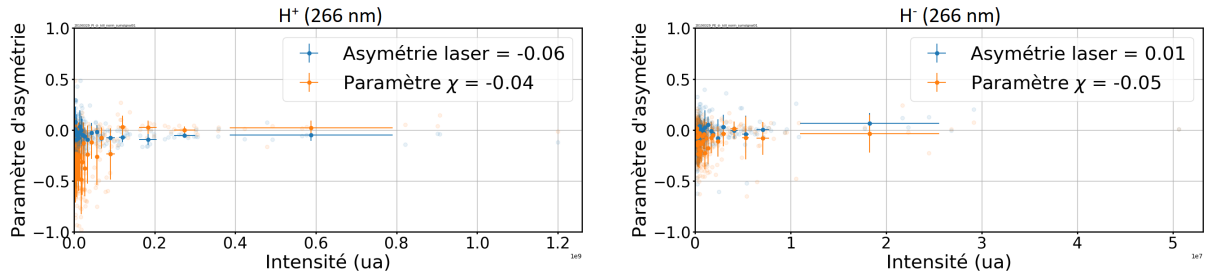 H⁺ (266 nm)
Paramètre d'asymétrie
1.0
0.5
0.0
−0.5
−1.0
Asymétrie laser = -0.06
Paramètre χ = -0.04
0.0 0.2 0.4 0.6 0.8 1.0 1.2
1e9
Intensité (ua)
H⁻ (266 nm)
Paramètre d'asymétrie
1.0
0.5
0.0
−0.5
−1.0
Asymétrie laser = 0.01
Paramètre χ = -0.05
0 1 2 3 4 5
1e7
Intensité (ua)